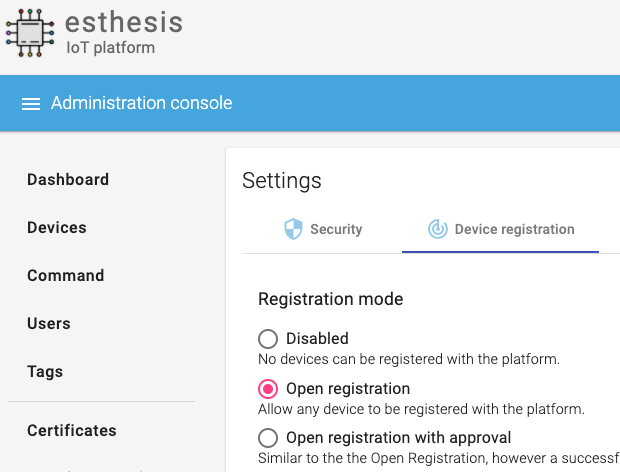 esthesis
IoT platform
Administration console
Dashboard
Devices
Command
Users
Tags
Certificates
Settings
Security
Device registration
Registration mode
Disabled
No devices can be registered with the platform.
Open registration
Allow any device to be registered with the platform.
Open registration with approval
Similar to the the Open Registration, however a successf